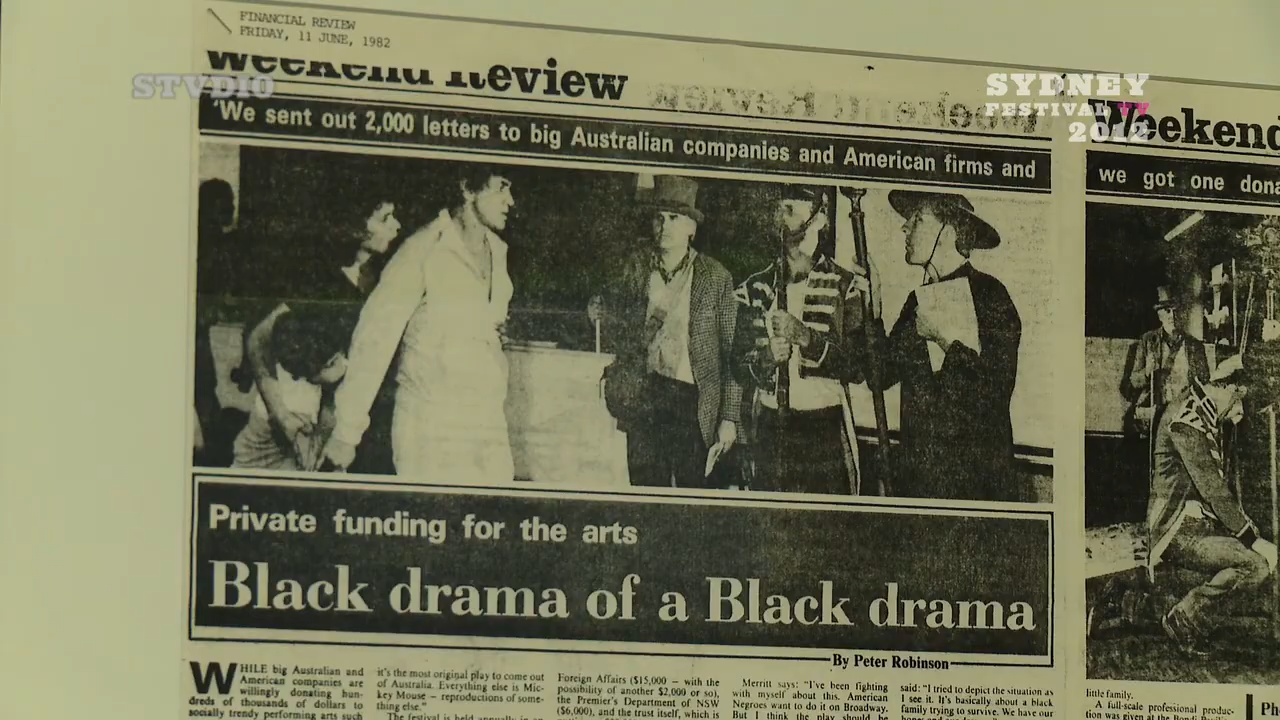 FINANCIAL REVIEW
FRIDAY, 11 JUNE, 1982
STVDIO
SYDNEY
FESTIVAL TV
2012
Weekend Review
'We sent out 2,000 letters to big Australian companies and American firms and
Private funding for the arts
Black drama of a Black drama
By Peter Robinson
WHILE big Australian and
American companies are
willingly donating hun-
dreds of thousands of dollars to
socially trendy performing arts such
it's the most original play to come out
of Australia. Everything else is Mic-
key Mouse – reproductions of some-
thing else."
The festival is held annually in
Foreign Affairs ($15,000 – with the
possibility of another $2,000 or so),
the Premier's Department of NSW
($6,000), and the trust itself, which is
Merritt says: "I've been fighting
with myself about this. American
Negroes want to do it on Broadway.
But I think the play should be
said: "I tried to depict the situation as
I see it. It's basically about a black
family trying to survive. We have our
Weekend
we got one dona
little family.
A full-scale professional produc-
tion was even at the